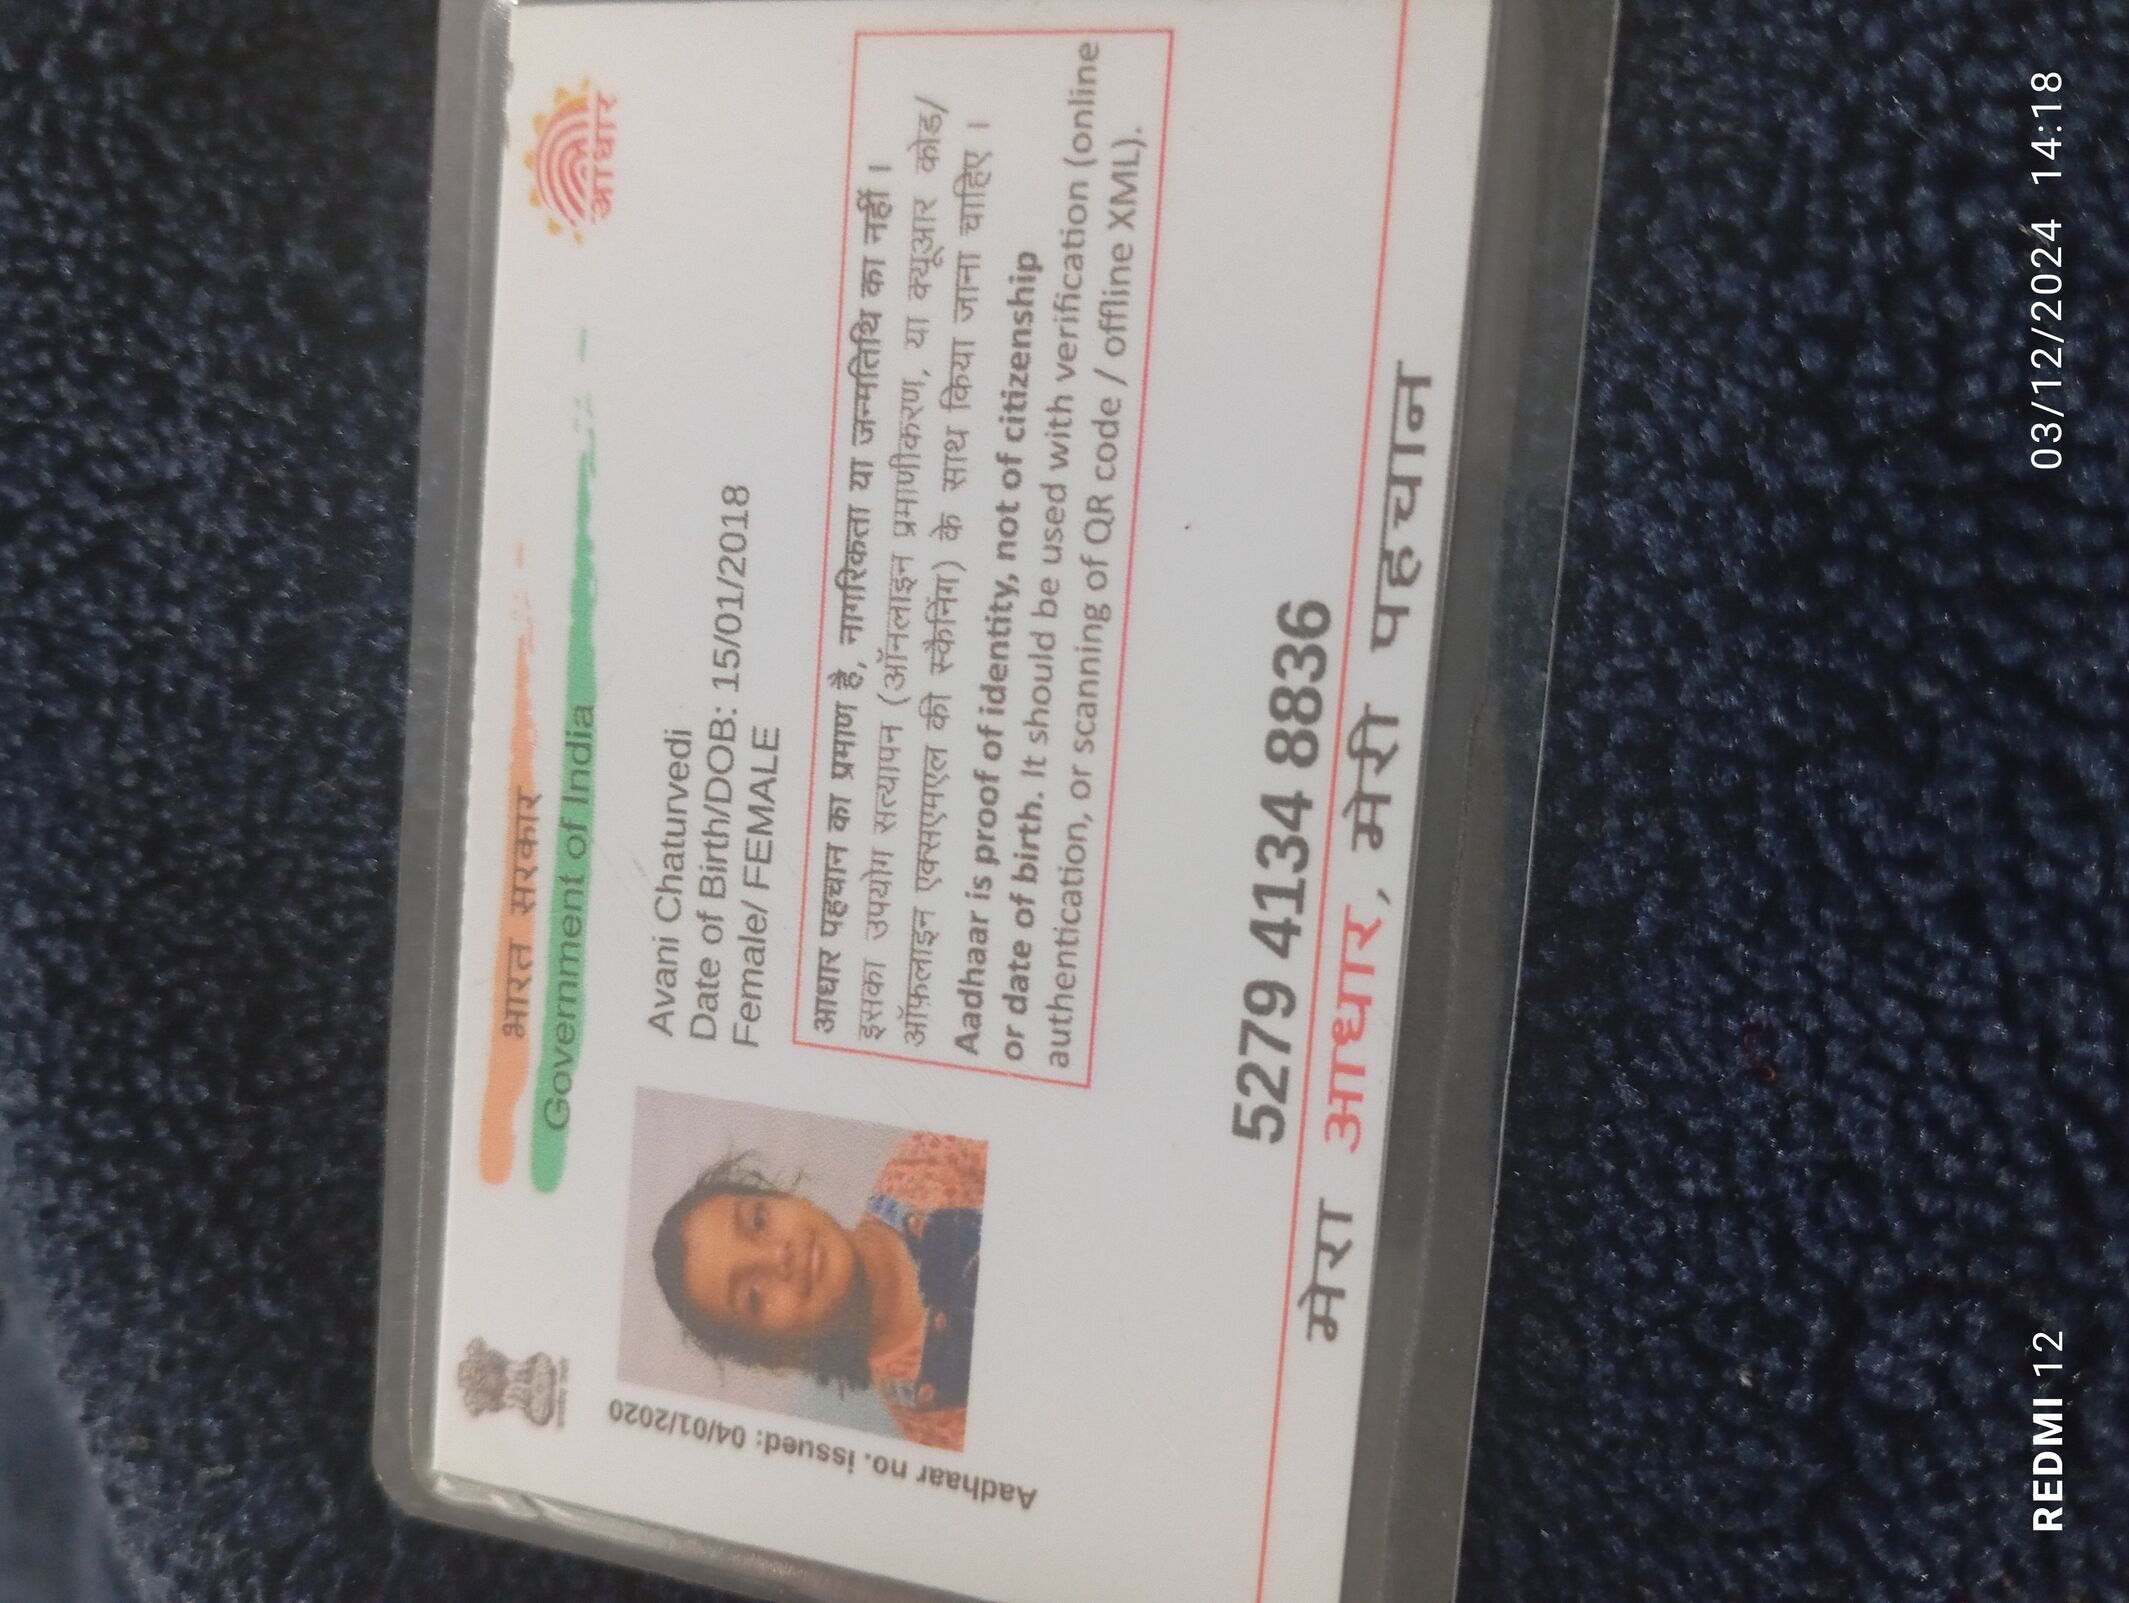 भारत सरकार
Government of India
आधार
Aadhaar no. issued: 04/01/2020
Avani Chaturvedi
Date of Birth/DOB: 15/01/2018
Female/ FEMALE
आधार पहचान का प्रमाण है, नागरिकता या जन्मतिथि का नहीं ।
इसका उपयोग सत्यापन (ऑनलाइन प्रमाणीकरण, या क्यूआर कोड/
ऑफ़लाइन एक्सएमएल की स्कैनिंग) के साथ किया जाना चाहिए ।
Aadhaar is proof of identity, not of citizenship
or date of birth. It should be used with verification (online
authentication, or scanning of QR code / offline XML).
5279 4134 8836
मेरा आधार, मेरी पहचान
REDMI 12
03/12/2024 14:18